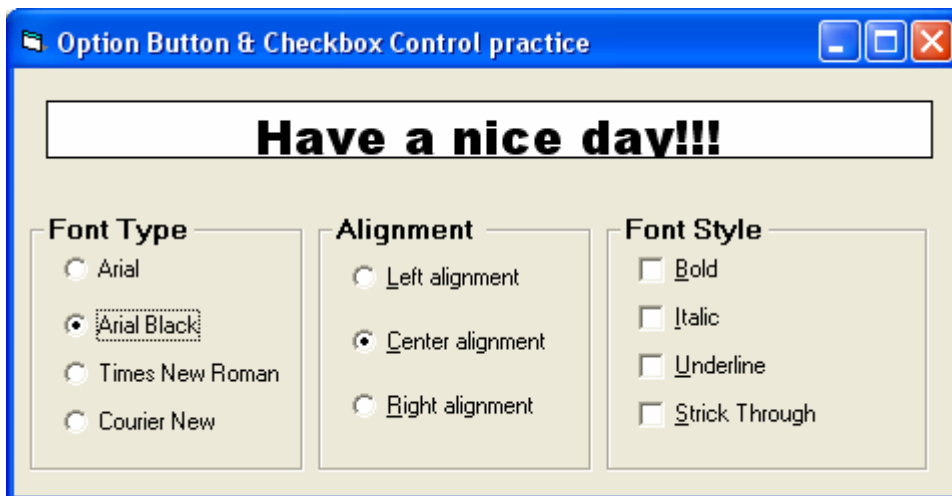 Option Button & Checkbox Control practice
Have a nice day!!!
Font Type
Arial
Arial Black
Times New Roman
Courier New
Alignment
Left alignment
Center alignment
Right alignment
Font Style
Bold
Italic
Underline
Strick Through